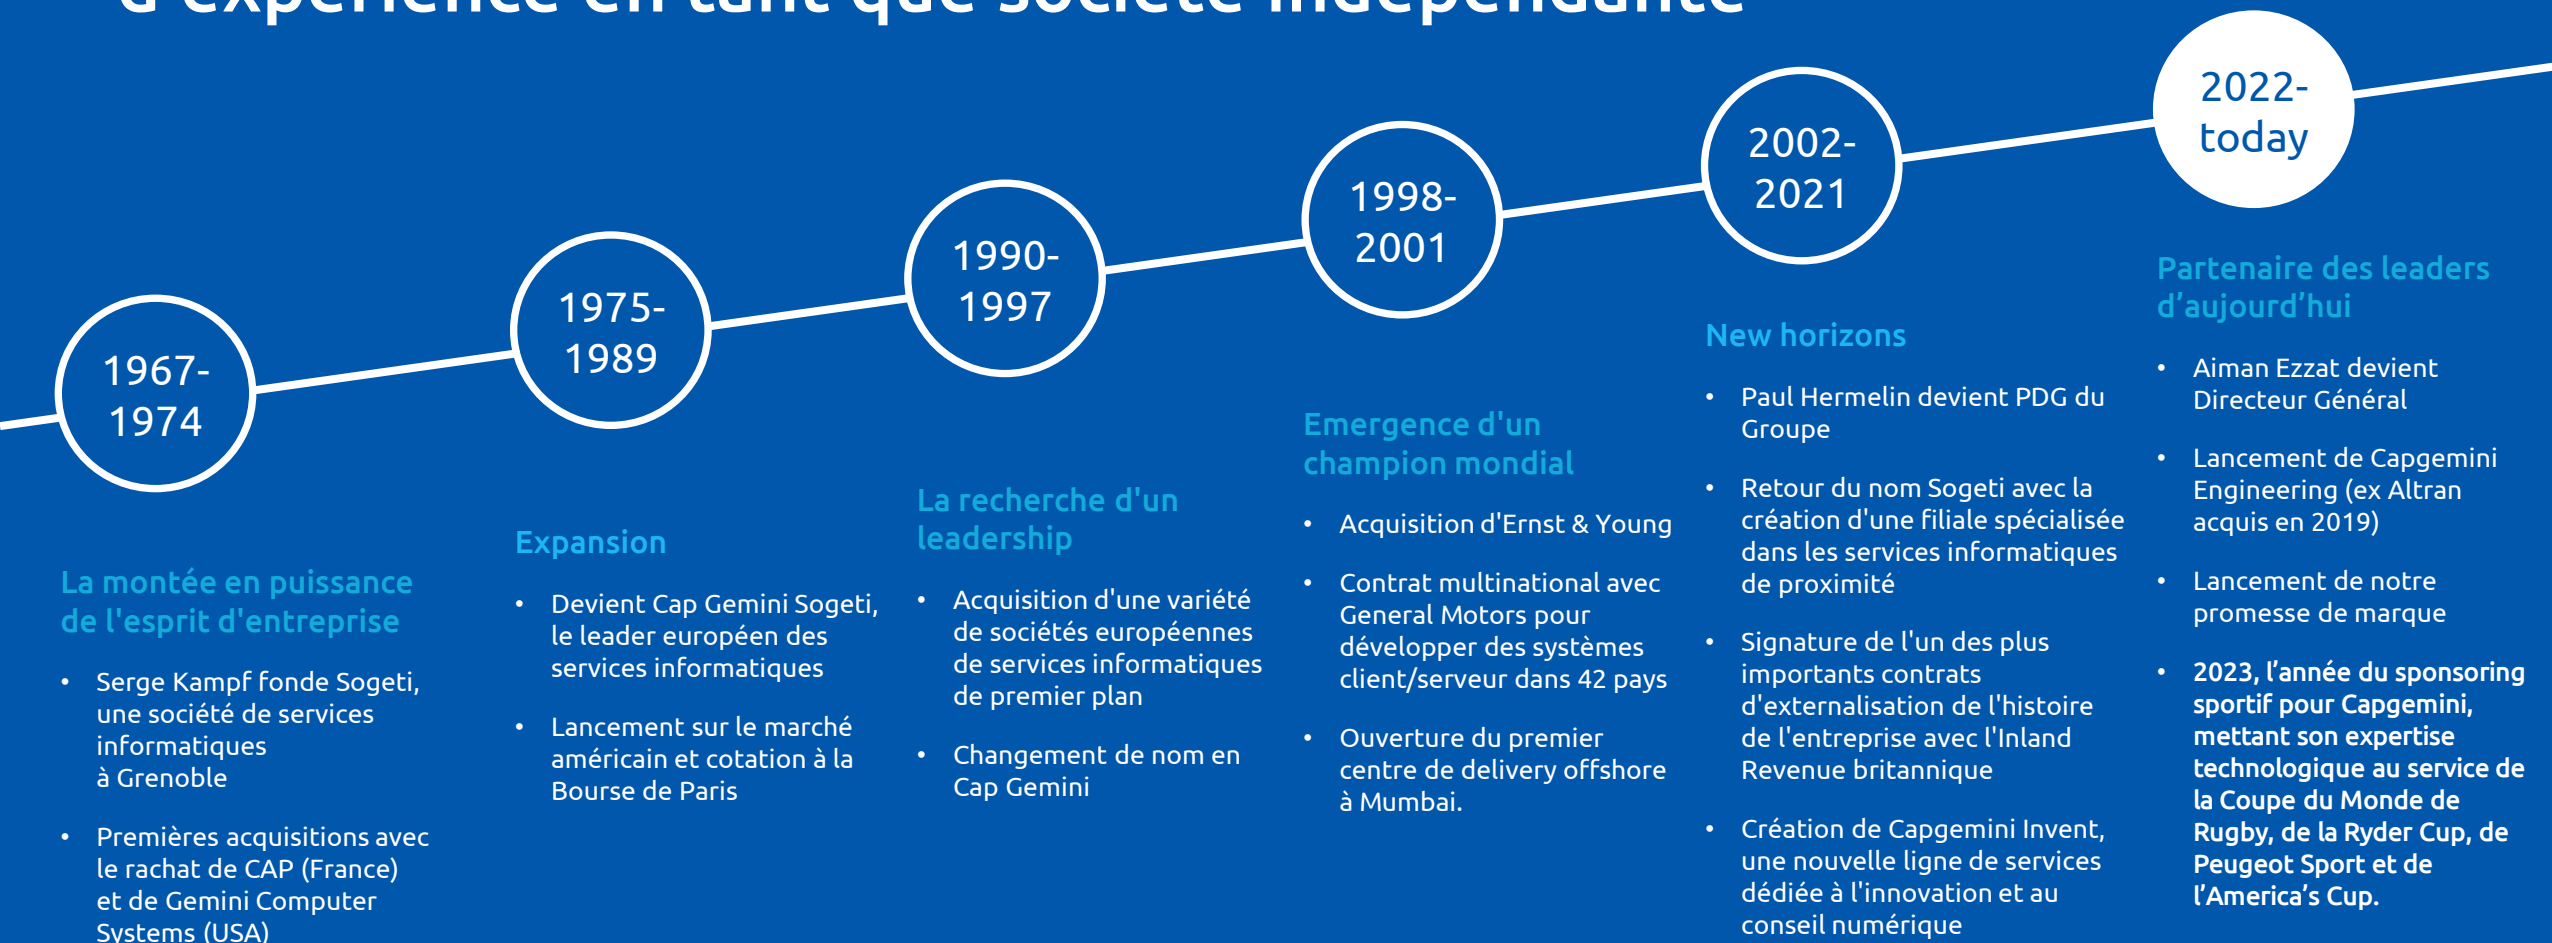 d'expérience en tant que société indépendante
1967-
1974
La montée en puissance
de l'esprit d'entreprise
• Serge Kampf fonde Sogeti,
une société de services
informatiques
à Grenoble
• Premières acquisitions avec
le rachat de CAP (France)
et de Gemini Computer
Systems (USA)
1975-
1989
Expansion
• Devient Cap Gemini Sogeti,
le leader européen des
services informatiques
• Lancement sur le marché
américain et cotation à la
Bourse de Paris
1990-
1997
La recherche d'un
leadership
• Acquisition d'une variété
de sociétés européennes
de services informatiques
de premier plan
• Changement de nom en
Cap Gemini
1998-
2001
Emergence d'un
champion mondial
• Acquisition d'Ernst & Young
• Contrat multinational avec
General Motors pour
développer des systèmes
client/serveur dans 42 pays
• Ouverture du premier
centre de delivery offshore
à Mumbai.
2002-
2021
New horizons
• Paul Hermelin devient PDG du
Groupe
• Retour du nom Sogeti avec la
création d'une filiale spécialisée
dans les services informatiques
de proximité
• Signature de l'un des plus
importants contrats
d'externalisation de l'histoire
de l'entreprise avec l'Inland
Revenue britannique
• Création de Capgemini Invent,
une nouvelle ligne de services
dédiée à l'innovation et au
conseil numérique
2022-
today
Partenaire des leaders
d’aujourd’hui
• Aiman Ezzat devient
Directeur Général
• Lancement de Capgemini
Engineering (ex Altran
acquis en 2019)
• Lancement de notre
promesse de marque
• 2023, l’année du sponsoring
sportif pour Capgemini,
mettant son expertise
technologique au service de
la Coupe du Monde de
Rugby, de la Ryder Cup, de
Peugeot Sport et de
l’America’s Cup.